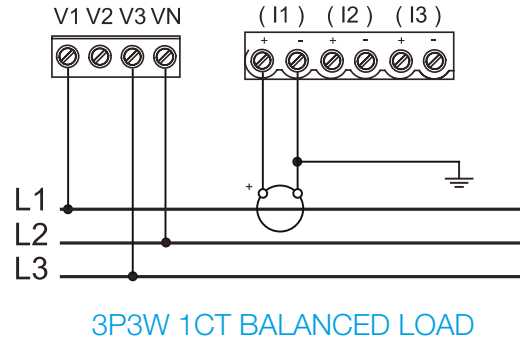 V1 V2 V3 VN ( I1 ) ( I2 ) ( I3 )
+ - + - + -
+
L1
L2
L3
3P3W 1CT BALANCED LOAD